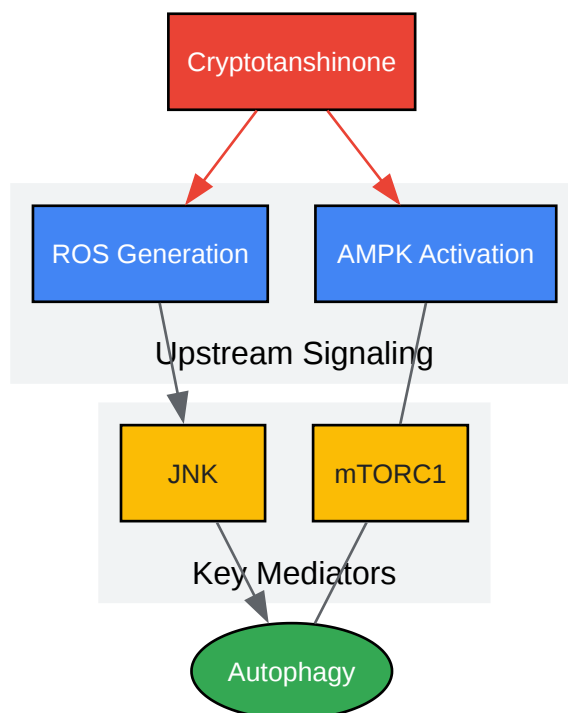 Cryptotanshinone
ROS Generation
AMPK Activation
Upstream Signaling
JNK
mTORC1
Key Mediators
Autophagy